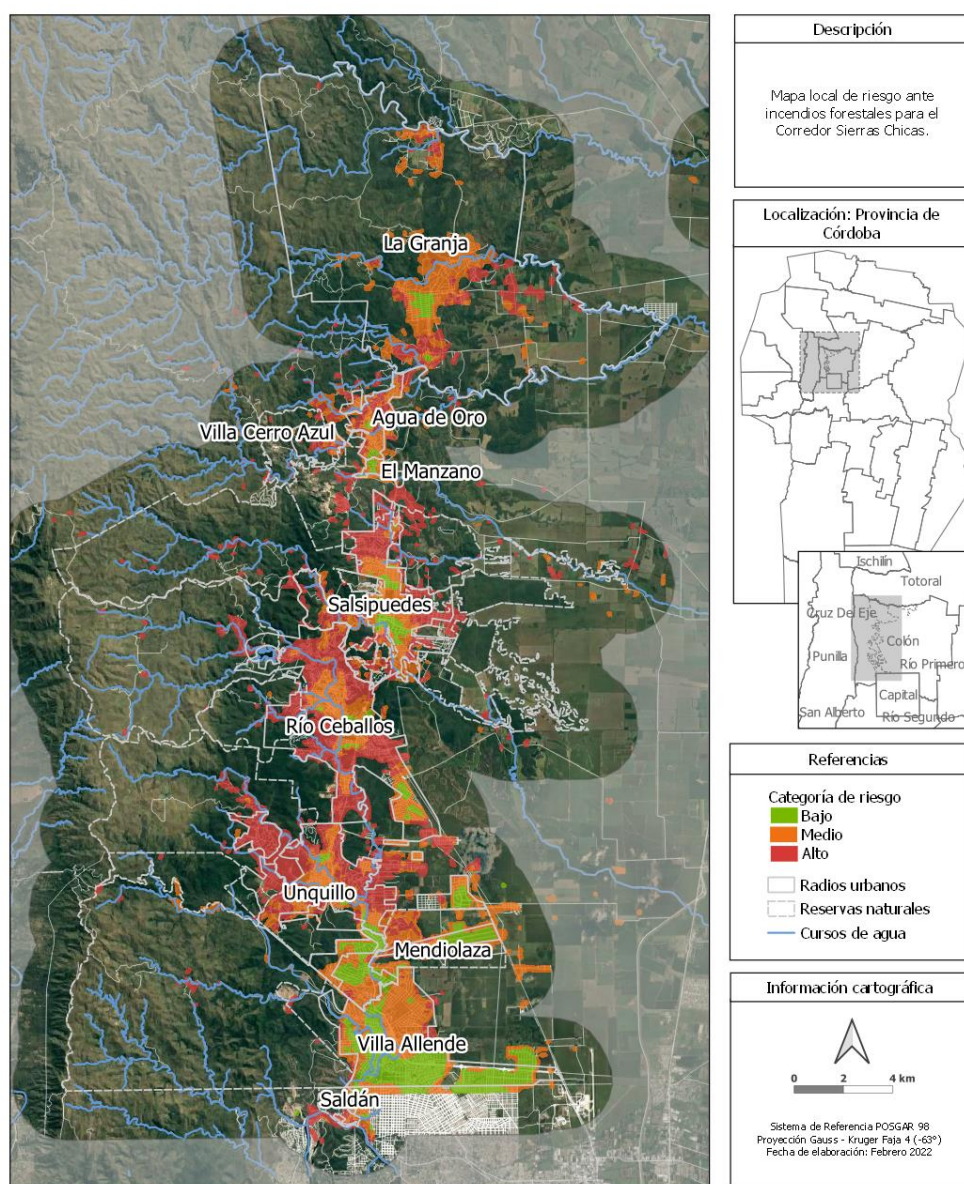 La Granja
Agua de Oro
Villa Cerro Azul
El Manzano
Salsipuedes
Río Ceballos
Unquillo
Mendiolaza
Villa Allende
Saldán
Descripción
Mapa local de riesgo ante
incendios forestales para el
Corredor Sierras Chicas.
Localización: Provincia de
Córdoba
Ischilín
Totoral
Cruz Del Eje
Colón
Punilla
Río Primero
Capital
San Alberto
Río Segundo
Referencias
Categoría de riesgo
Bajo
Medio
Alto
Radios urbanos
Reservas naturales
Cursos de agua
Información cartográfica
0 2 4 km
Sistema de Referencia POSGAR 98
Proyección Gauss - Kruger Faja 4 (-63°)
Fecha de elaboración: Febrero 2022